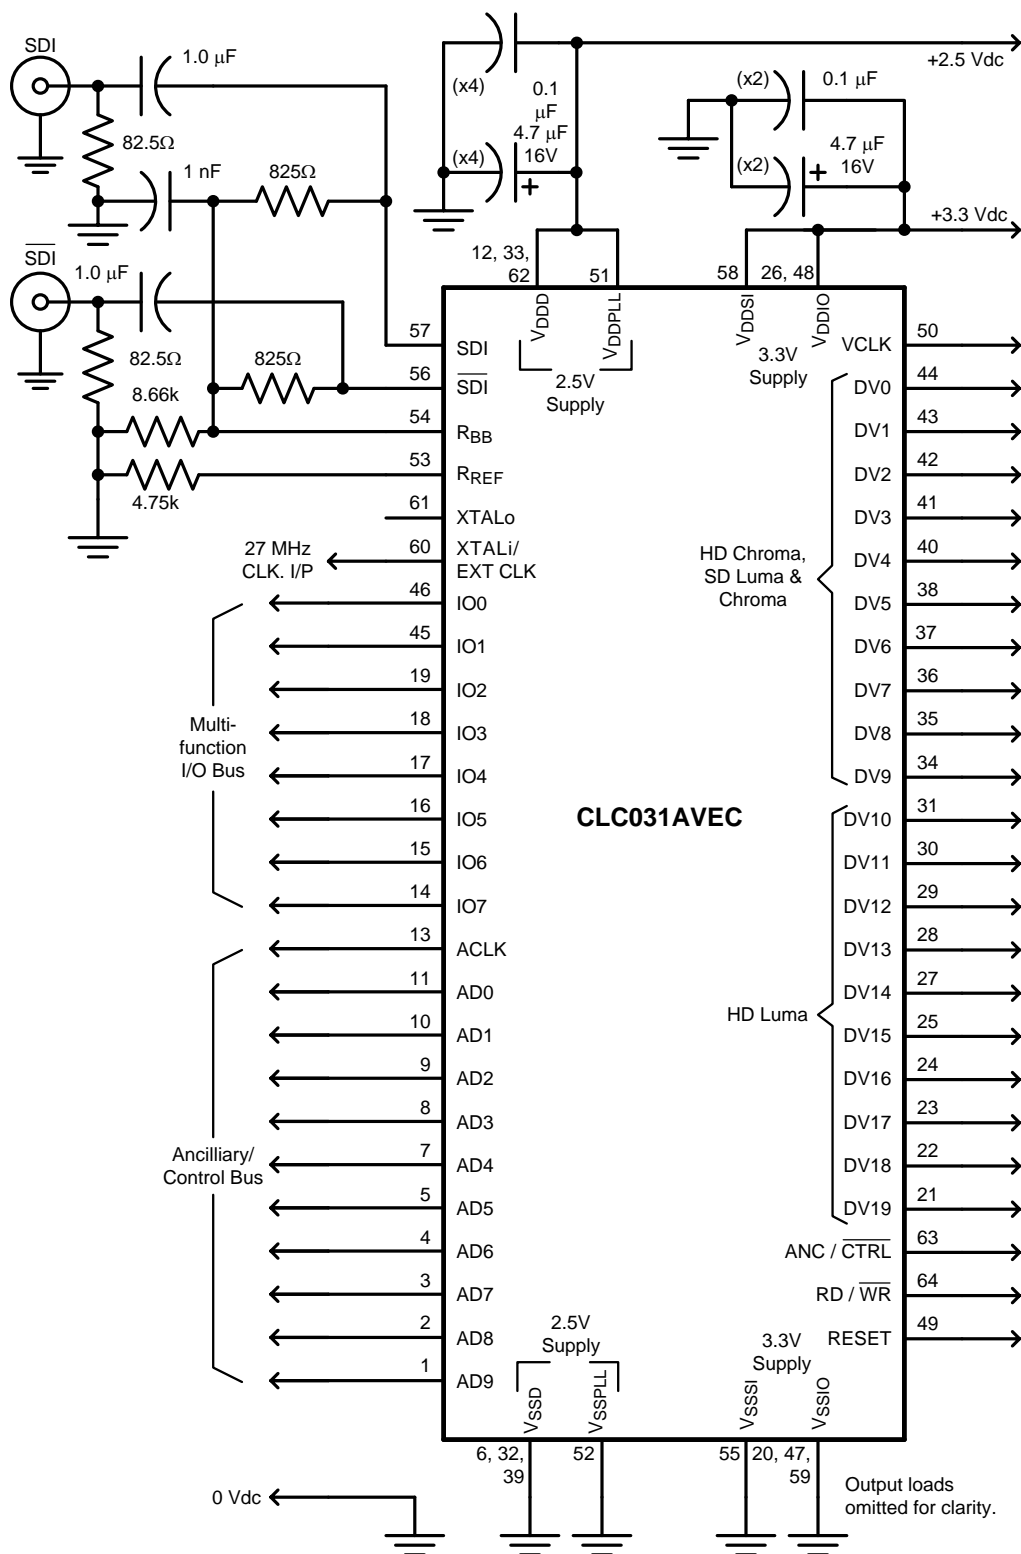 SDI
1.0 µF
82.5Ω
1 nF
825Ω
SDI
1.0 µF
82.5Ω
825Ω
8.66k
4.75k
(x4)
0.1
µF
(x4)
4.7 µF
16V
+
+2.5 Vdc
(x2)
0.1 µF
(x2)
4.7 µF
16V
+
+3.3 Vdc
12, 33,
62
51
58
26, 48
VDDD
VDDPLL
2.5V
Supply
VDDSI
VDDIO
3.3V
Supply
57 SDI
56 SDI
54 RBB
53 RREF
61 XTALo
27 MHz
CLK. I/P
60 XTALi/
EXT CLK
46 IO0
45 IO1
19 IO2
18 IO3
17 IO4
16 IO5
15 IO6
14 IO7
Multi-
function
I/O Bus
13 ACLK
11 AD0
10 AD1
9 AD2
8 AD3
7 AD4
5 AD5
4 AD6
3 AD7
2 AD8
1 AD9
Ancilliary/
Control Bus
CLC031AVEC
VCLK 50
DV0 44
DV1 43
DV2 42
DV3 41
DV4 40
DV5 38
DV6 37
DV7 36
DV8 35
DV9 34
HD Chroma,
SD Luma &
Chroma
DV10 31
DV11 30
DV12 29
DV13 28
DV14 27
DV15 25
DV16 24
DV17 23
DV18 22
DV19 21
HD Luma
ANC / CTRL 63
RD / WR 64
RESET 49
2.5V
Supply
VSSD
VSSPLL
3.3V
Supply
VSSSI
VSSIO
6, 32,
39
52
55
20, 47,
59
0 Vdc
Output loads
omitted for clarity.